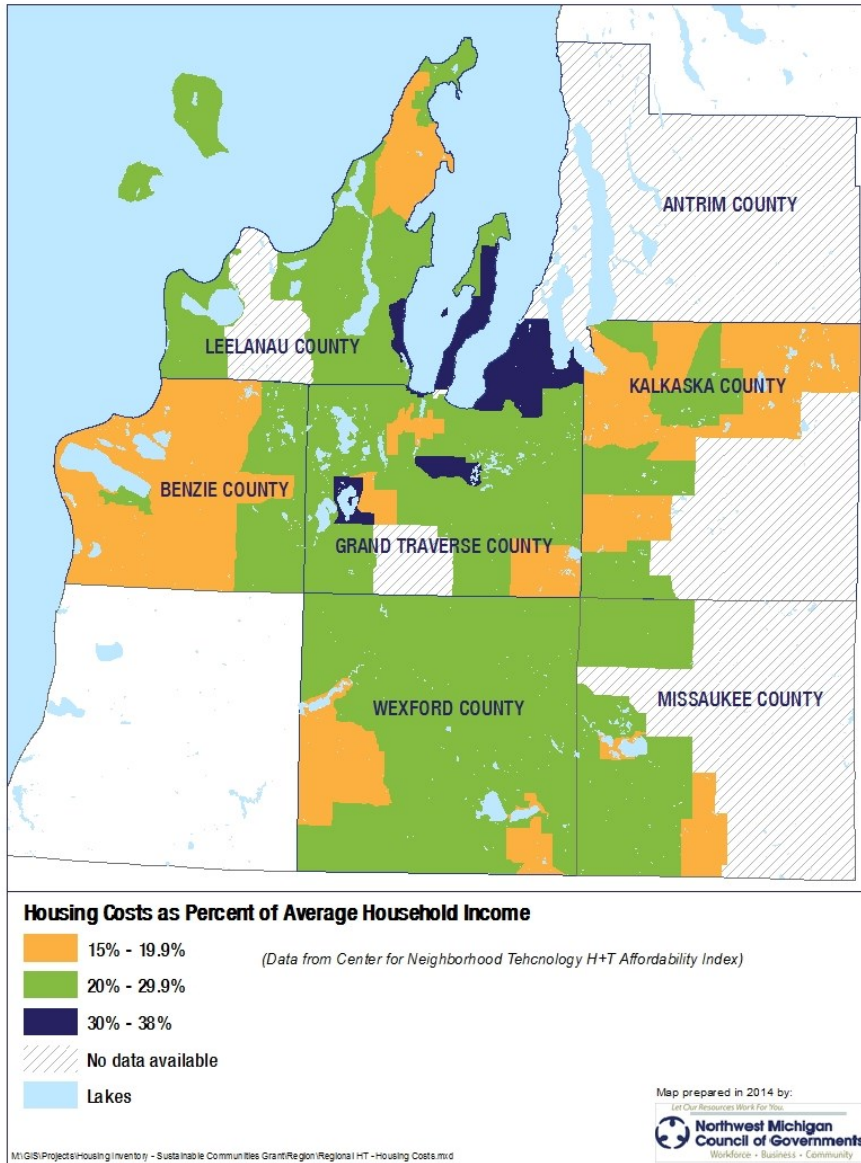 ANTRIM COUNTY
LEELANAU COUNTY
KALKASKA COUNTY
BENZIE COUNTY
GRAND TRAVERSE COUNTY
WEXFORD COUNTY
MISSAUKEE COUNTY
Housing Costs as Percent of Average Household Income
15% - 19.9%
(Data from Center for Neighborhood Tehcnology H+T Affordability Index)
20% - 29.9%
30% - 38%
No data available
Lakes
Map prepared in 2014 by:
Let Our Resources Work For You.
Northwest Michigan
Council of Governments
Workforce • Business • Community
M:\GIS\Projects\Housing Inventory - Sustainable Communities Grant\Region\Regional HT - Housing Costs.mxd